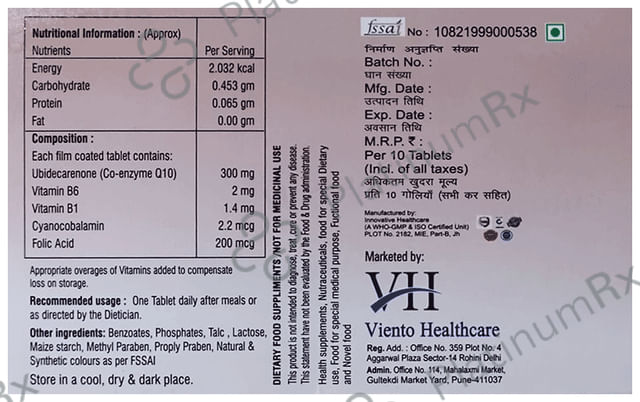 Nutritional Information : (Approx)
Nutrients Per Serving
Energy 2.032 kcal
Carbohydrate 0.453 gm
Protein 0.065 gm
Fat 0.00 gm
Composition :
Each film coated tablet contains:
Ubidecarenone (Co-enzyme Q10) 300 mg
Vitamin B6 2 mg
Vitamin B1 1.4 mg
Cyanocobalamin 2.2 mcg
Folic Acid 200 mcg
Appropriate overages of Vitamins added to compensate
loss on storage.
Recommended usage : One Tablet daily after meals or
as directed by the Dietician.
Other ingredients: Benzoates, Phosphates, Talc , Lactose,
Maize starch, Methyl Paraben, Proply Praben, Natural &
Synthetic colours as per FSSAI
Store in a cool, dry & dark place.
DIETARY FOOD SUPPLIMENTS / NOT FOR MEDICINAL USE
This product is not intended to diagnose, treat, cure or prevent any disease.
This statement have not been evaluated by the Food & Drug administration.
Health supplements, Nutraceuticals, food for special Dietary
use, Food for special medical purpose, Fuctional food
and Novel food
fssai No : 10821999000538
निर्माण अनुज्ञप्ति संख्या
Batch No. :
घान संख्या
Mfg. Date :
उत्पादन तिथि
Exp. Date :
अवसान तिथि
M.R.P. ₹ :
Per 10 Tablets
(Incl. of all taxes)
अधिकतम खुदरा मूल्य
प्रति 10 गोलियाँ (सभी कर सहित)
Manufactured by:
Innovative Healthcare
(A WHO-GMP & ISO Certified Unit)
PLOT No. 2182, MIE, Part-B, Jh
Marketed by:
VH
Viento Healthcare
Reg. Add. : Office No. 359 Plot No. 4
Aggarwal Plaza Sector-14 Rohini Delhi
Admin. Office No. 114, Mahalaxmi Market,
Gultekdi Market Yard, Pune-411037
PlatinumRx
PlatinumRx